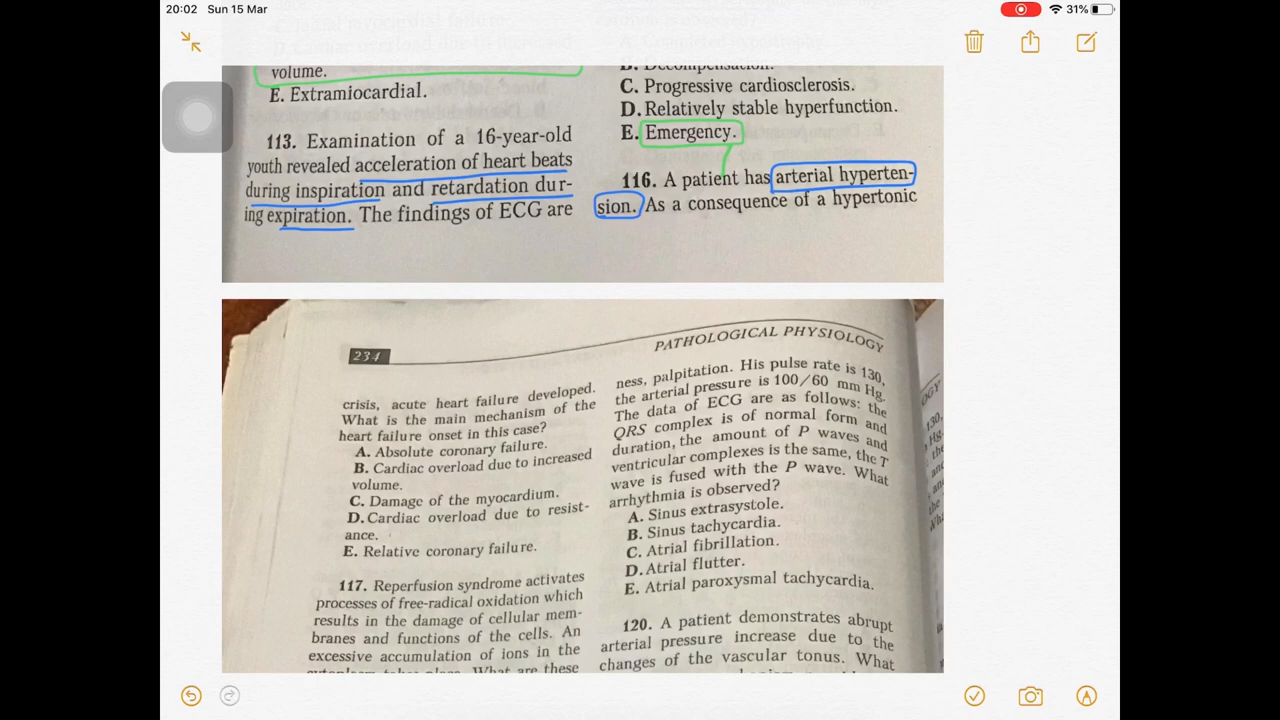 20:02 Sun 15 Mar
31%
volume.
E. Extramiocardial.
113. Examination of a 16-year-old
youth revealed acceleration of heart beats
during inspiration and retardation dur-
ing expiration. The findings of ECG are
B. Decompensation.
C. Progressive cardiosclerosis.
D. Relatively stable hyperfunction.
E. Emergency.
116. A patient has arterial hyperten-
sion. As a consequence of a hypertonic
234
PATHOLOGICAL PHYSIOLOGY
crisis, acute heart failure developed.
What is the main mechanism of the
heart failure onset in this case?
A. Absolute coronary failure.
B. Cardiac overload due to increased
volume.
C. Damage of the myocardium.
D. Cardiac overload due to resist-
ance.
E. Relative coronary failure.
117. Reperfusion syndrome activates
processes of free-radical oxidation which
results in the damage of cellular mem-
branes and functions of the cells. An
excessive accumulation of ions in the
What are these
ness, palpitation. His pulse rate is 130,
the arterial pressure is 100/60 mm Hg.
The data of ECG are as follows: the
QRS complex is of normal form and
duration, the amount of P waves and
ventricular complexes is the same, the T
wave is fused with the P wave. What
arrhythmia is observed?
A. Sinus extrasystole.
B. Sinus tachycardia.
C. Atrial fibrillation.
D. Atrial flutter.
E. Atrial paroxysmal tachycardia.
120. A patient demonstrates abrupt
arterial pressure increase due to the
changes of the vascular tonus. What